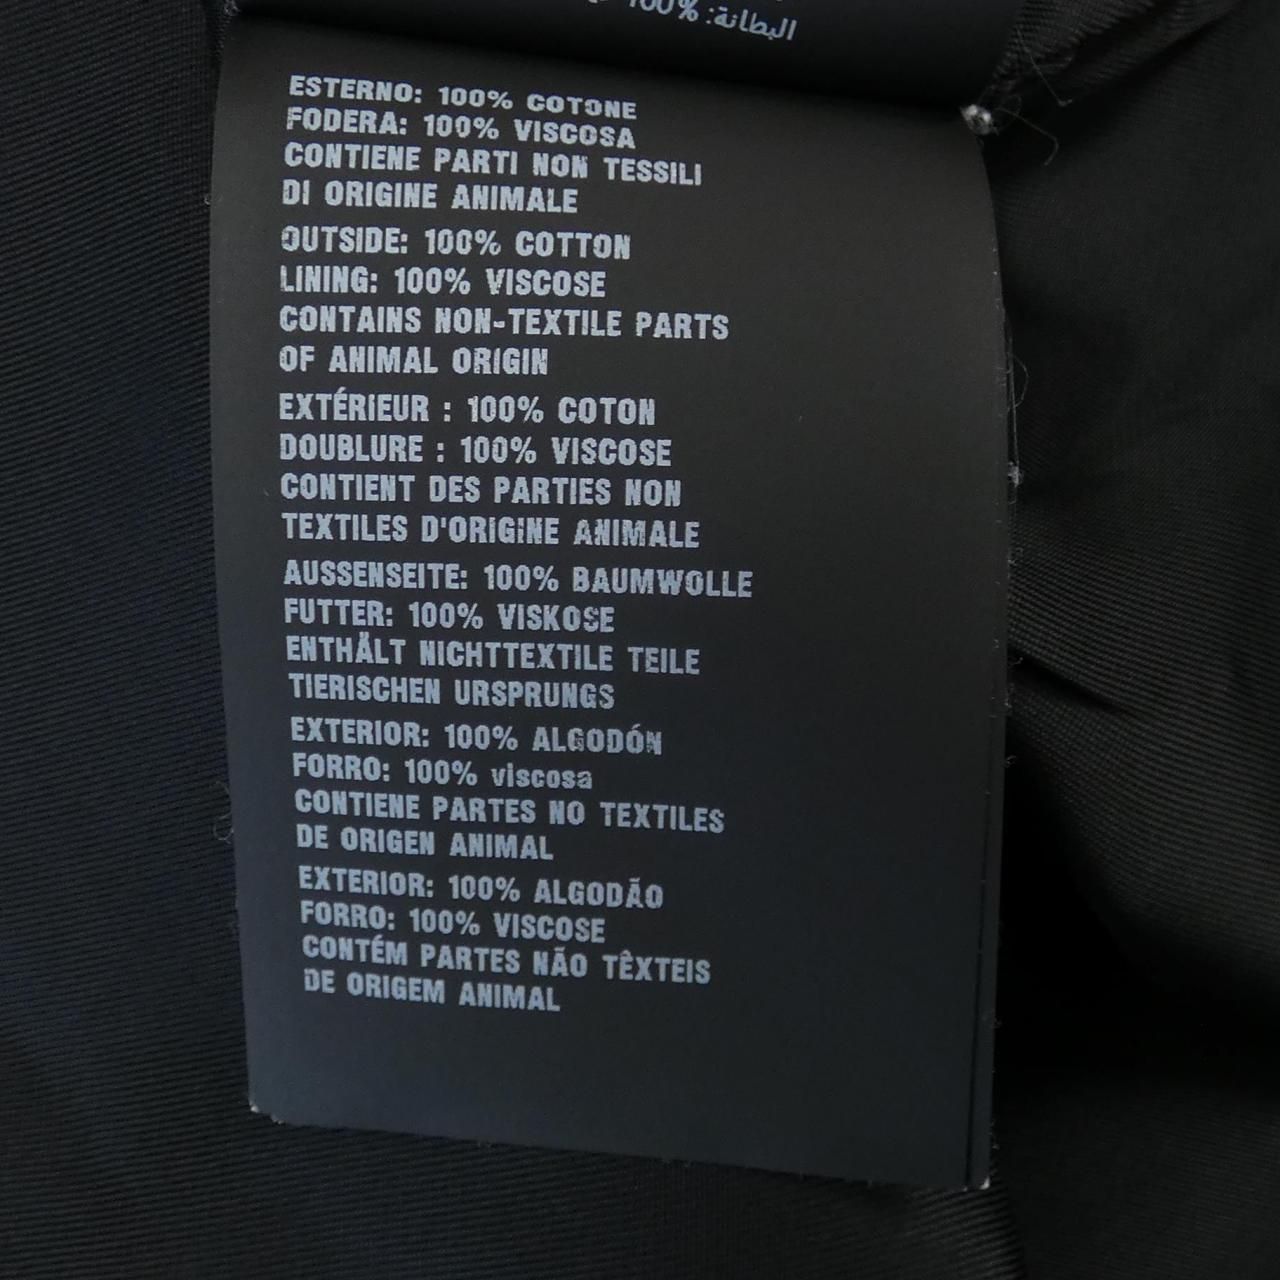 البطانة: 100%
ESTERNO: 100% COTONE
FODERA: 100% VISCOSA
CONTIENE PARTI NON TESSILI
DI ORIGINE ANIMALE
OUTSIDE: 100% COTTON
LINING: 100% VISCOSE
CONTAINS NON-TEXTILE PARTS
OF ANIMAL ORIGIN
EXTÉRIEUR : 100% COTON
DOUBLURE : 100% VISCOSE
CONTIENT DES PARTIES NON
TEXTILES D'ORIGINE ANIMALE
AUSSENSEITE: 100% BAUMWOLLE
FUTTER: 100% VISKOSE
ENTHÄLT NICHTTEXTILE TEILE
TIERISCHEN URSPRUNGS
EXTERIOR: 100% ALGODÓN
FORRO: 100% viscosa
CONTIENE PARTES NO TEXTILES
DE ORIGEN ANIMAL
EXTERIOR: 100% ALGODÃO
FORRO: 100% VISCOSE
CONTÉM PARTES NÃO TÊXTEIS
DE ORIGEM ANIMAL